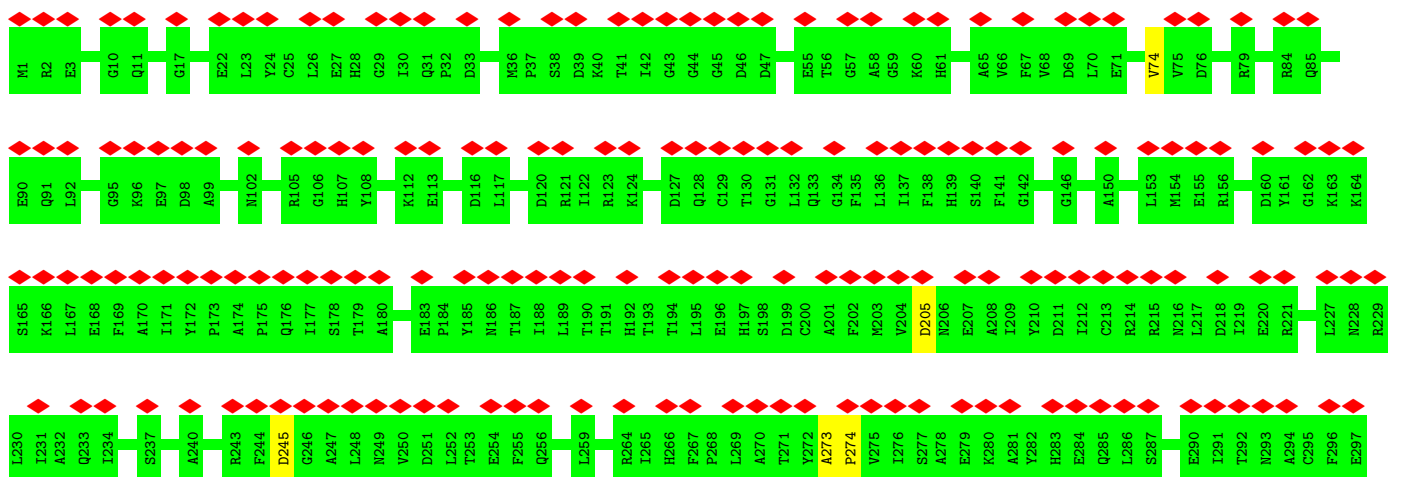 M1 R2 E3 G10 Q11 G17 E22 L23 Y24 C25 L26 E27 H28 G29 I30 Q31 P32 D33 M36 P37 S38 D39 K40 T41 I42 G43 G44 G45 D46 D47 E55 T56 G57 A58 G59 K60 H61 A65 V66 F67 V68 D69 L70 E71 V74 V75 D76 R79 R84 Q85
E90 Q91 L92 G95 K96 E97 D98 A99 N102 R105 G106 H107 Y108 K112 E113 D116 L117 D120 R121 I122 R123 K124 D127 Q128 C129 T130 G131 L132 Q133 G134 F135 L136 I137 F138 H139 S140 F141 G142 G146 A150 L153 M154 E155 R156 D160 Y161 G162 K163 K164
S165 K166 L167 E168 F169 A170 I171 Y172 P173 A174 P175 Q176 I177 S178 T179 A180 E183 P184 Y185 N186 T187 I188 L189 T190 T191 H192 T193 T194 L195 E196 H197 S198 D199 C200 A201 F202 M203 V204 D205 N206 E207 A208 I209 Y210 D211 I212 C213 R214 R215 N216 L217 D218 I219 E220 R221 L227 N228 R229
L230 I231 A232 Q233 I234 S237 A240 R243 F244 D245 G246 A247 L248 N249 V250 D251 L252 T253 E254 F255 Q256 L259 R264 I265 H266 F267 P268 L269 A270 T271 Y272 A273 P274 V275 I276 S277 A278 E279 K280 A281 Y282 H283 E284 Q285 L286 S287 E290 I291 T292 N293 A294 C295 F296 E297